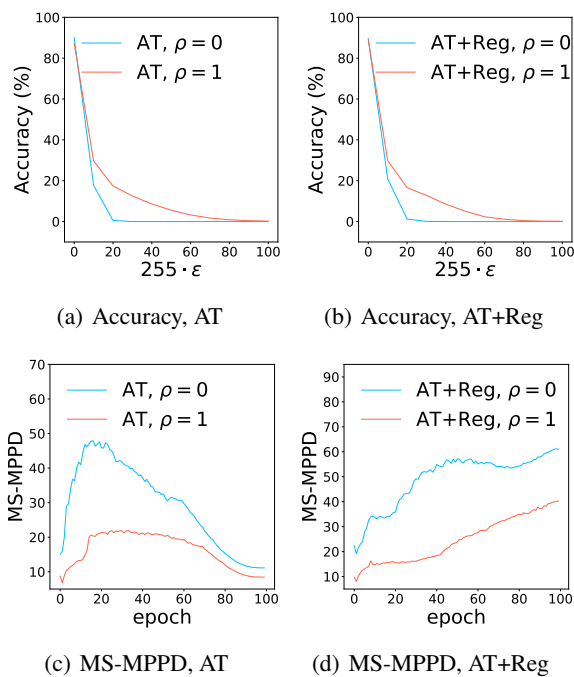 AT, ρ = 0
AT, ρ = 1
Accuracy (%)
100
80
60
40
20
0
0 20 40 60 80 100
255 · ε
(a) Accuracy, AT
AT+Reg, ρ = 0
AT+Reg, ρ = 1
Accuracy (%)
100
80
60
40
20
0
0 20 40 60 80 100
255 · ε
(b) Accuracy, AT+Reg
AT, ρ = 0
AT, ρ = 1
MS-MPPD
70
60
50
40
30
20
10
0 20 40 60 80 100
epoch
(c) MS-MPPD, AT
AT+Reg, ρ = 0
AT+Reg, ρ = 1
MS-MPPD
90
80
70
60
50
40
30
20
10
0 20 40 60 80 100
epoch
(d) MS-MPPD, AT+Reg